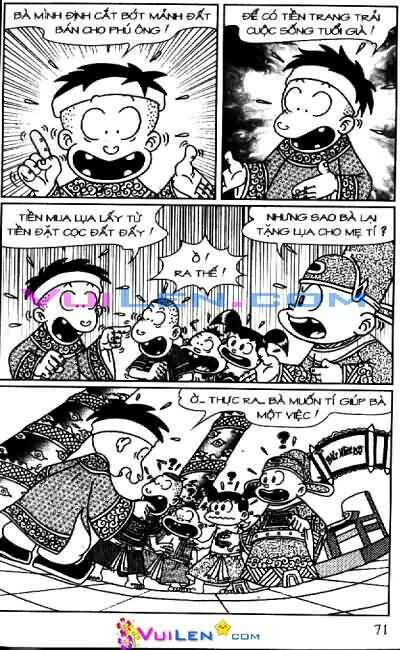 BÀ MÌNH ĐỊNH CẮT BỚT MẢNH ĐẤT
BÁN CHO PHÚ ÔNG!
ĐỂ CÓ TIỀN TRANG TRẢI
CUỘC SỐNG TUỔI GIÀ!
TIỀN MUA LỤA LẤY TỪ
TIỀN ĐẶT CỌC ĐẤT ĐẤY!
Ồ!
RA THẾ!
NHƯNG SAO BÀ LẠI
TẶNG LỤA CHO MẸ TÍ?
VUILEN.COM
Ờ... THỰC RA... BÀ MUỐN TÍ GIÚP BÀ
MỘT VIỆC!
? ? ? ?
71
VUILEN.COM